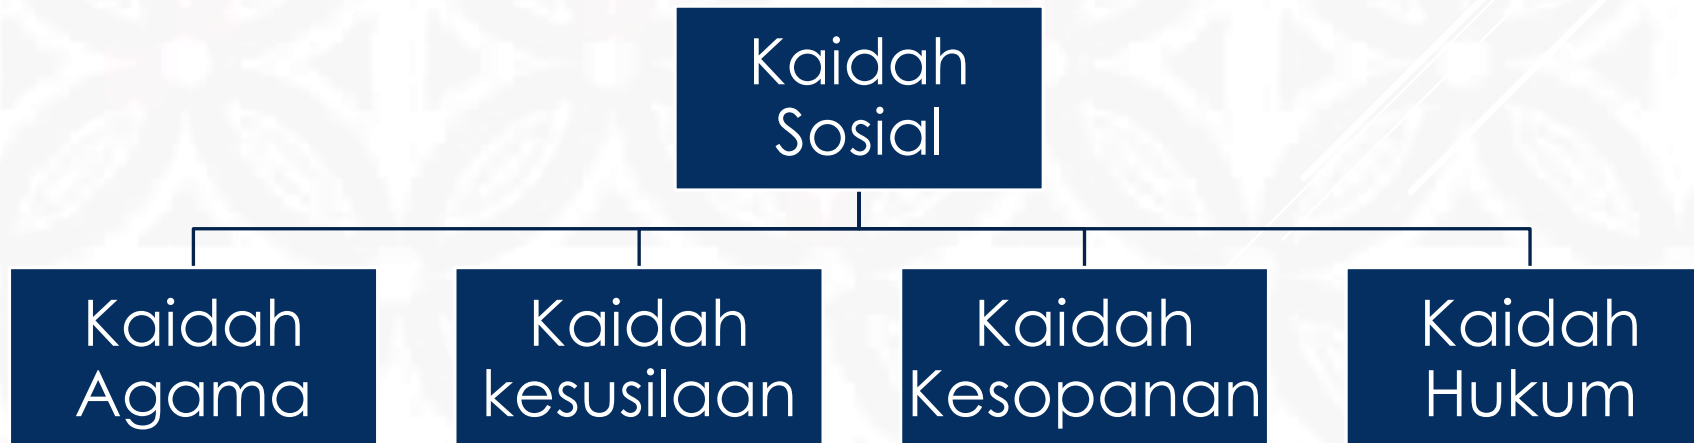 Kaidah
Sosial
Kaidah
Agama
Kaidah
kesusilaan
Kaidah
Kesopanan
Kaidah
Hukum